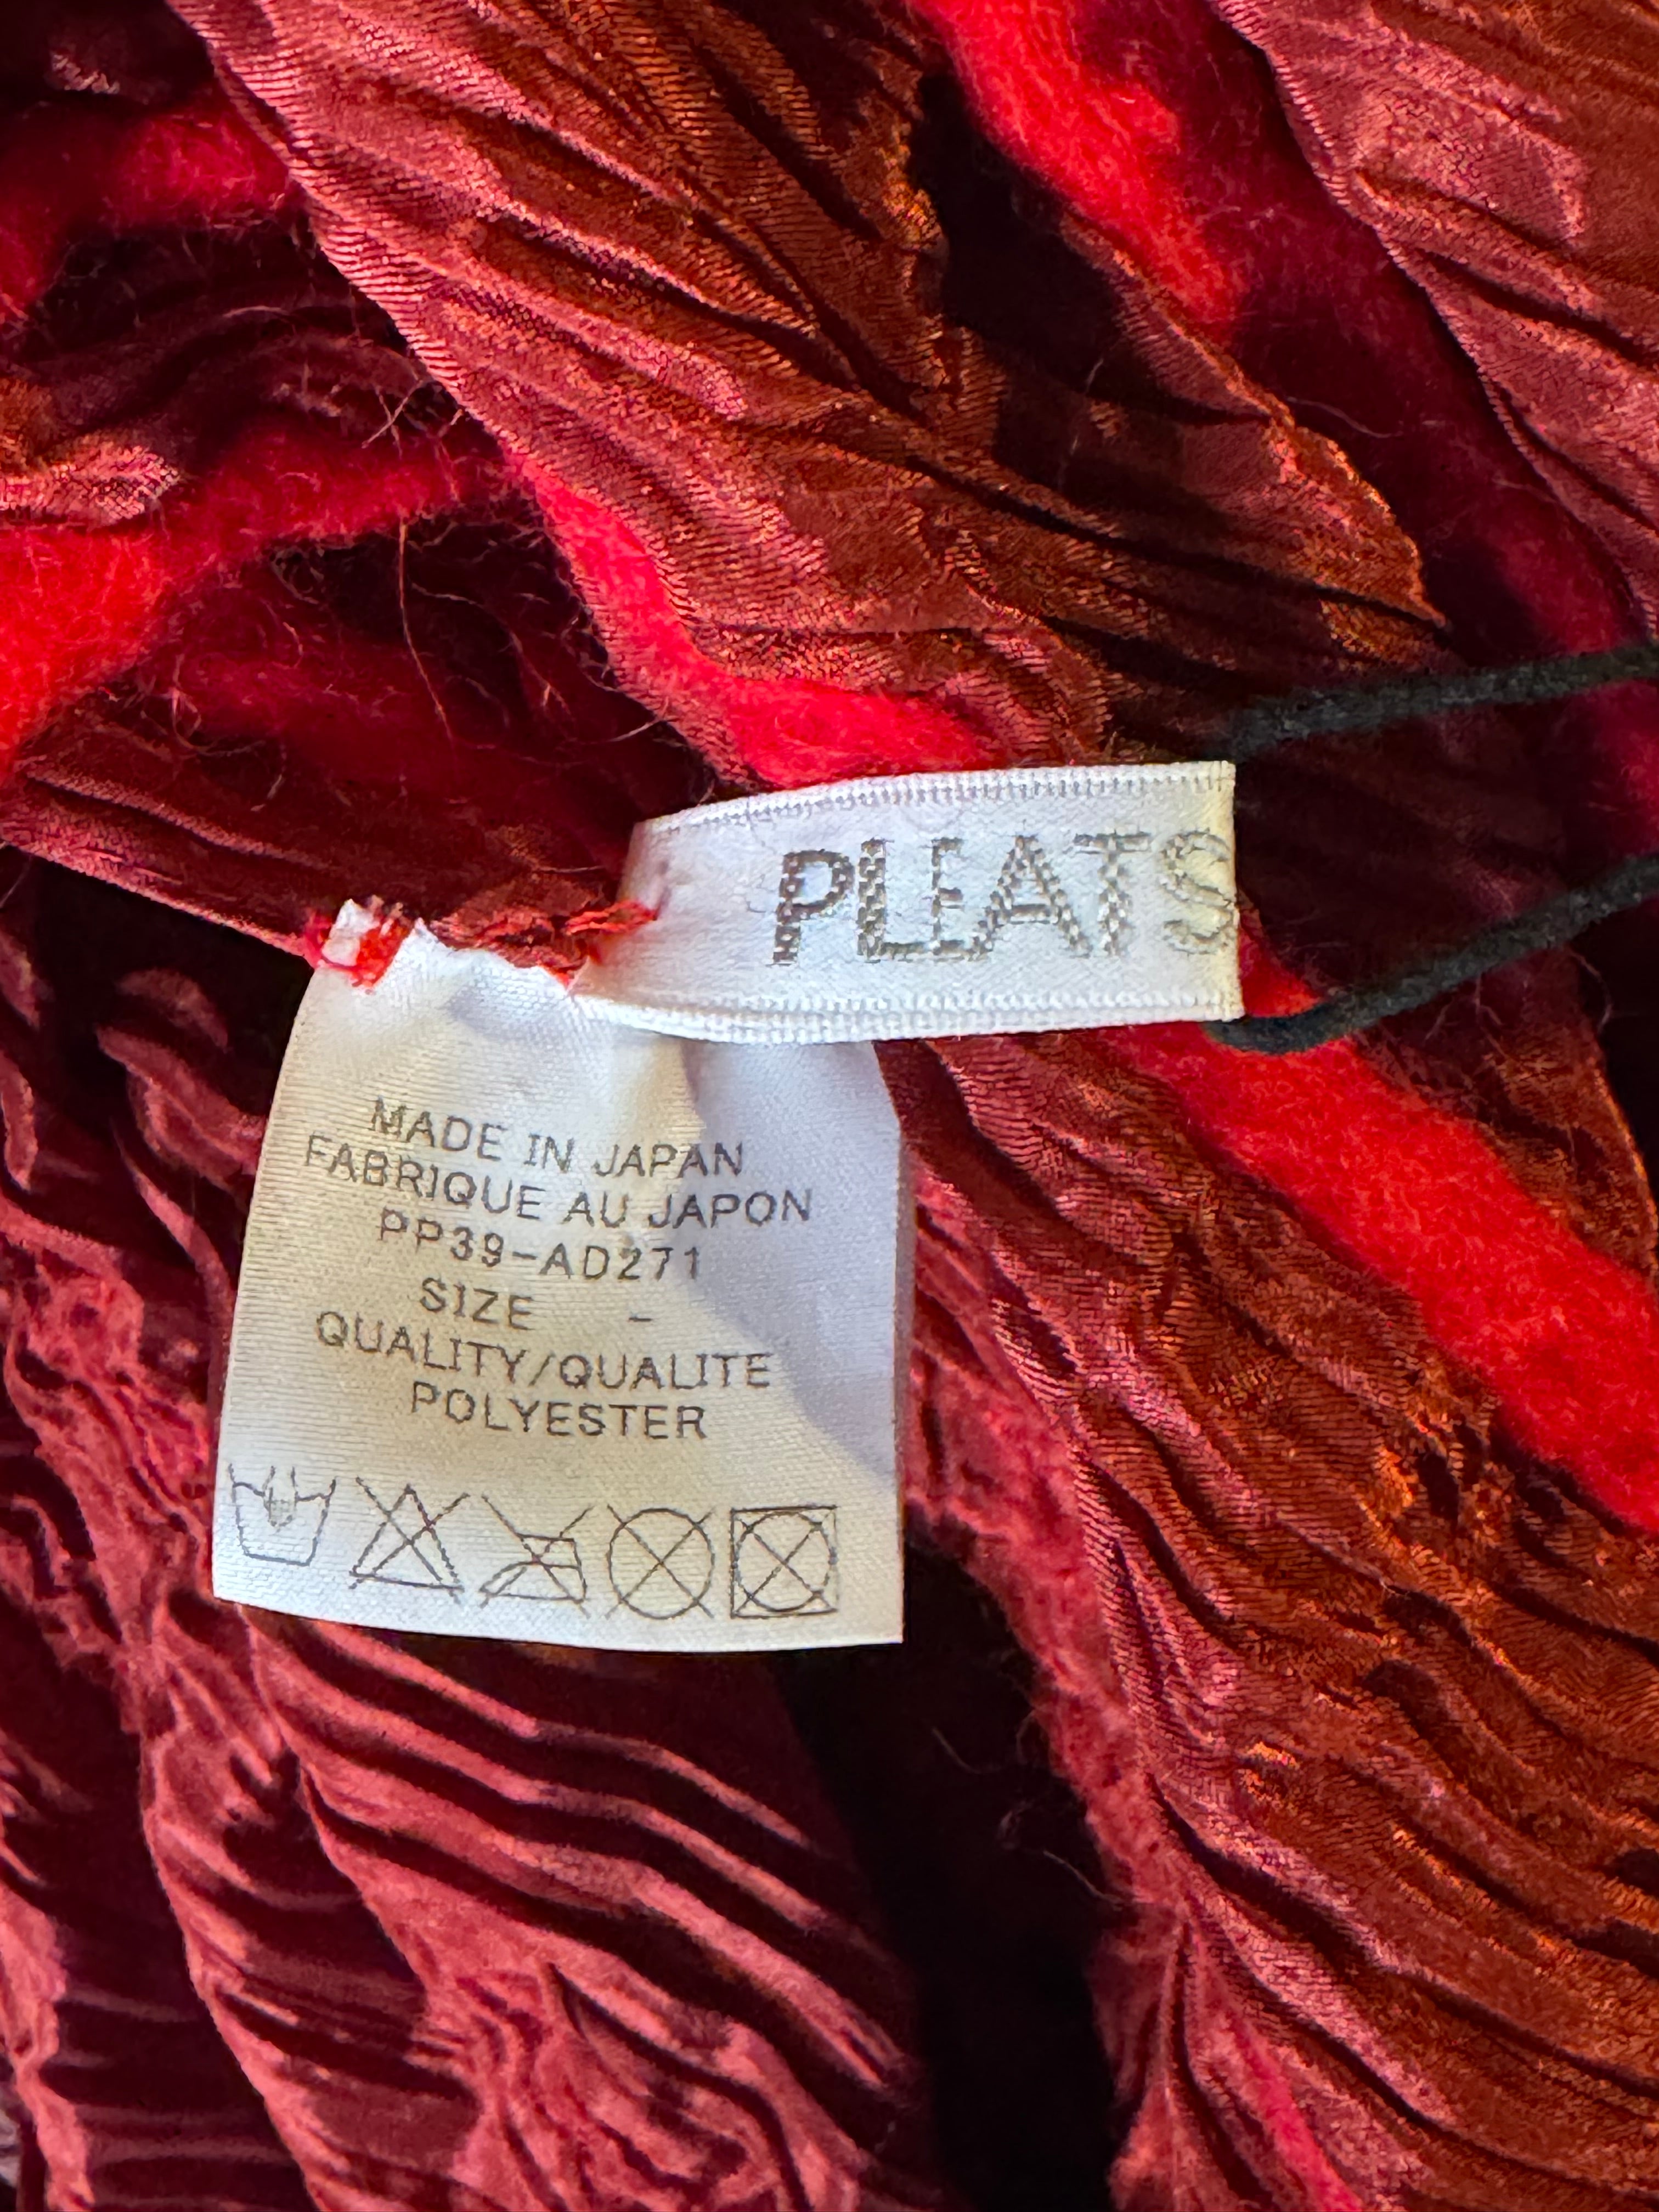 PLEATS
MADE IN JAPAN
FABRIQUE AU JAPON
PP39-AD271
SIZE -
QUALITY/QUALITE
POLYESTER